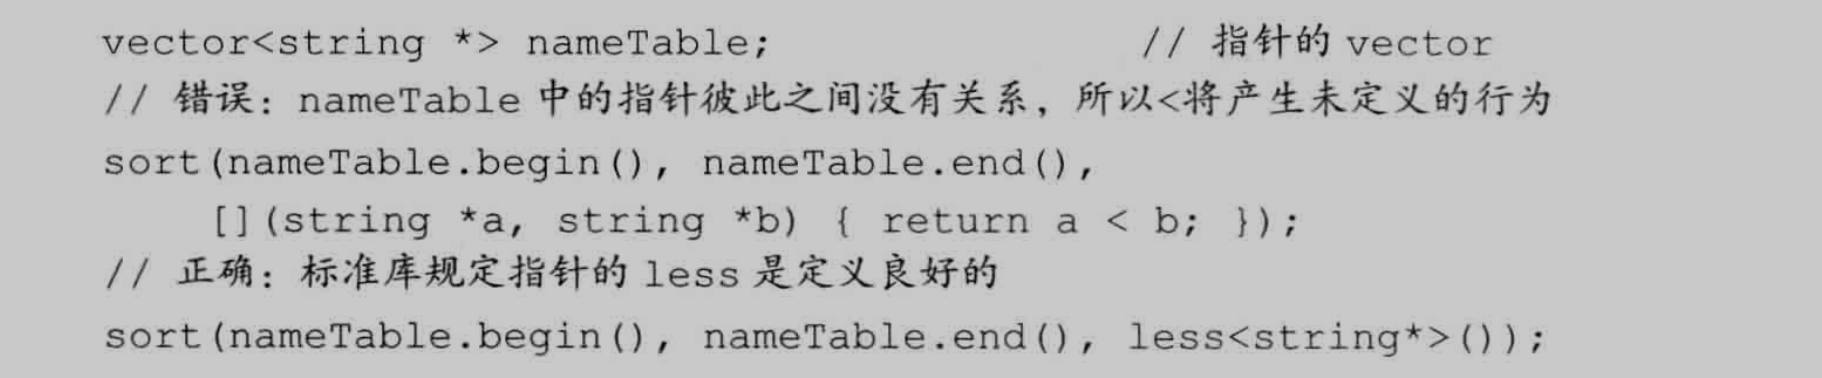 vector<string *> nameTable; // 指针的 vector
// 错误：nameTable 中的指针彼此之间没有关系，所以<将产生未定义的行为
sort(nameTable.begin(), nameTable.end(),
[](string *a, string *b) { return a < b; });
// 正确：标准库规定指针的 less 是定义良好的
sort(nameTable.begin(), nameTable.end(), less<string*>());